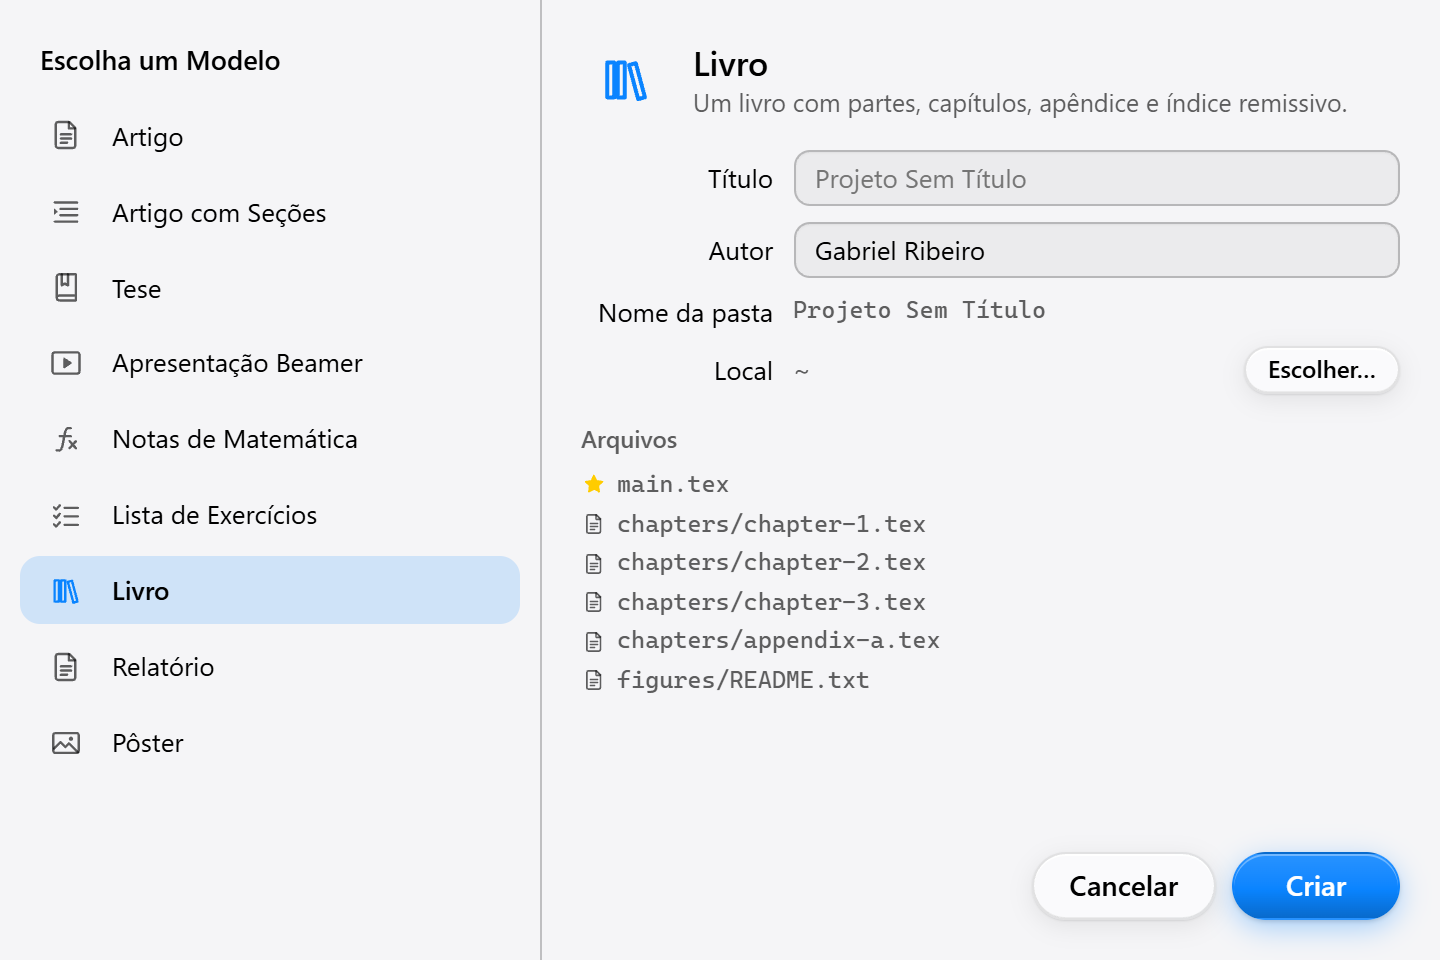 Escolha um Modelo
Artigo
Artigo com Seções
Tese
Apresentação Beamer
Notas de Matemática
Lista de Exercícios
Livro
Relatório
Pôster
Livro
Um livro com partes, capítulos, apêndice e índice remissivo.
Título Projeto Sem Título
Autor Gabriel Ribeiro
Nome da pasta Projeto Sem Título
Local ~ Escolher...
Arquivos
main.tex
chapters/chapter-1.tex
chapters/chapter-2.tex
chapters/chapter-3.tex
chapters/appendix-a.tex
figures/README.txt
Cancelar Criar